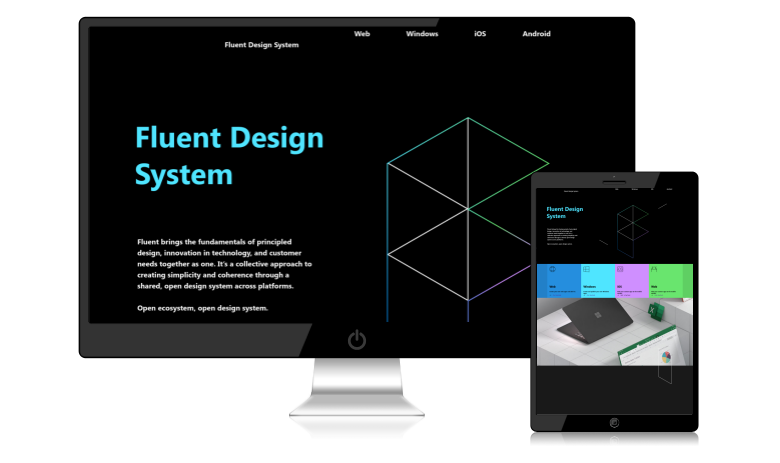 Fluent Design System
Web
Windows
iOS
Android
Fluent Design
System
Fluent brings the fundamentals of principled
design, innovation in technology, and customer
needs together as one. It's a collective approach to
creating simplicity and coherence through a
shared, open design system across platforms.
Open ecosystem, open design system.
Fluent Design
System
Web
Windows
iOS